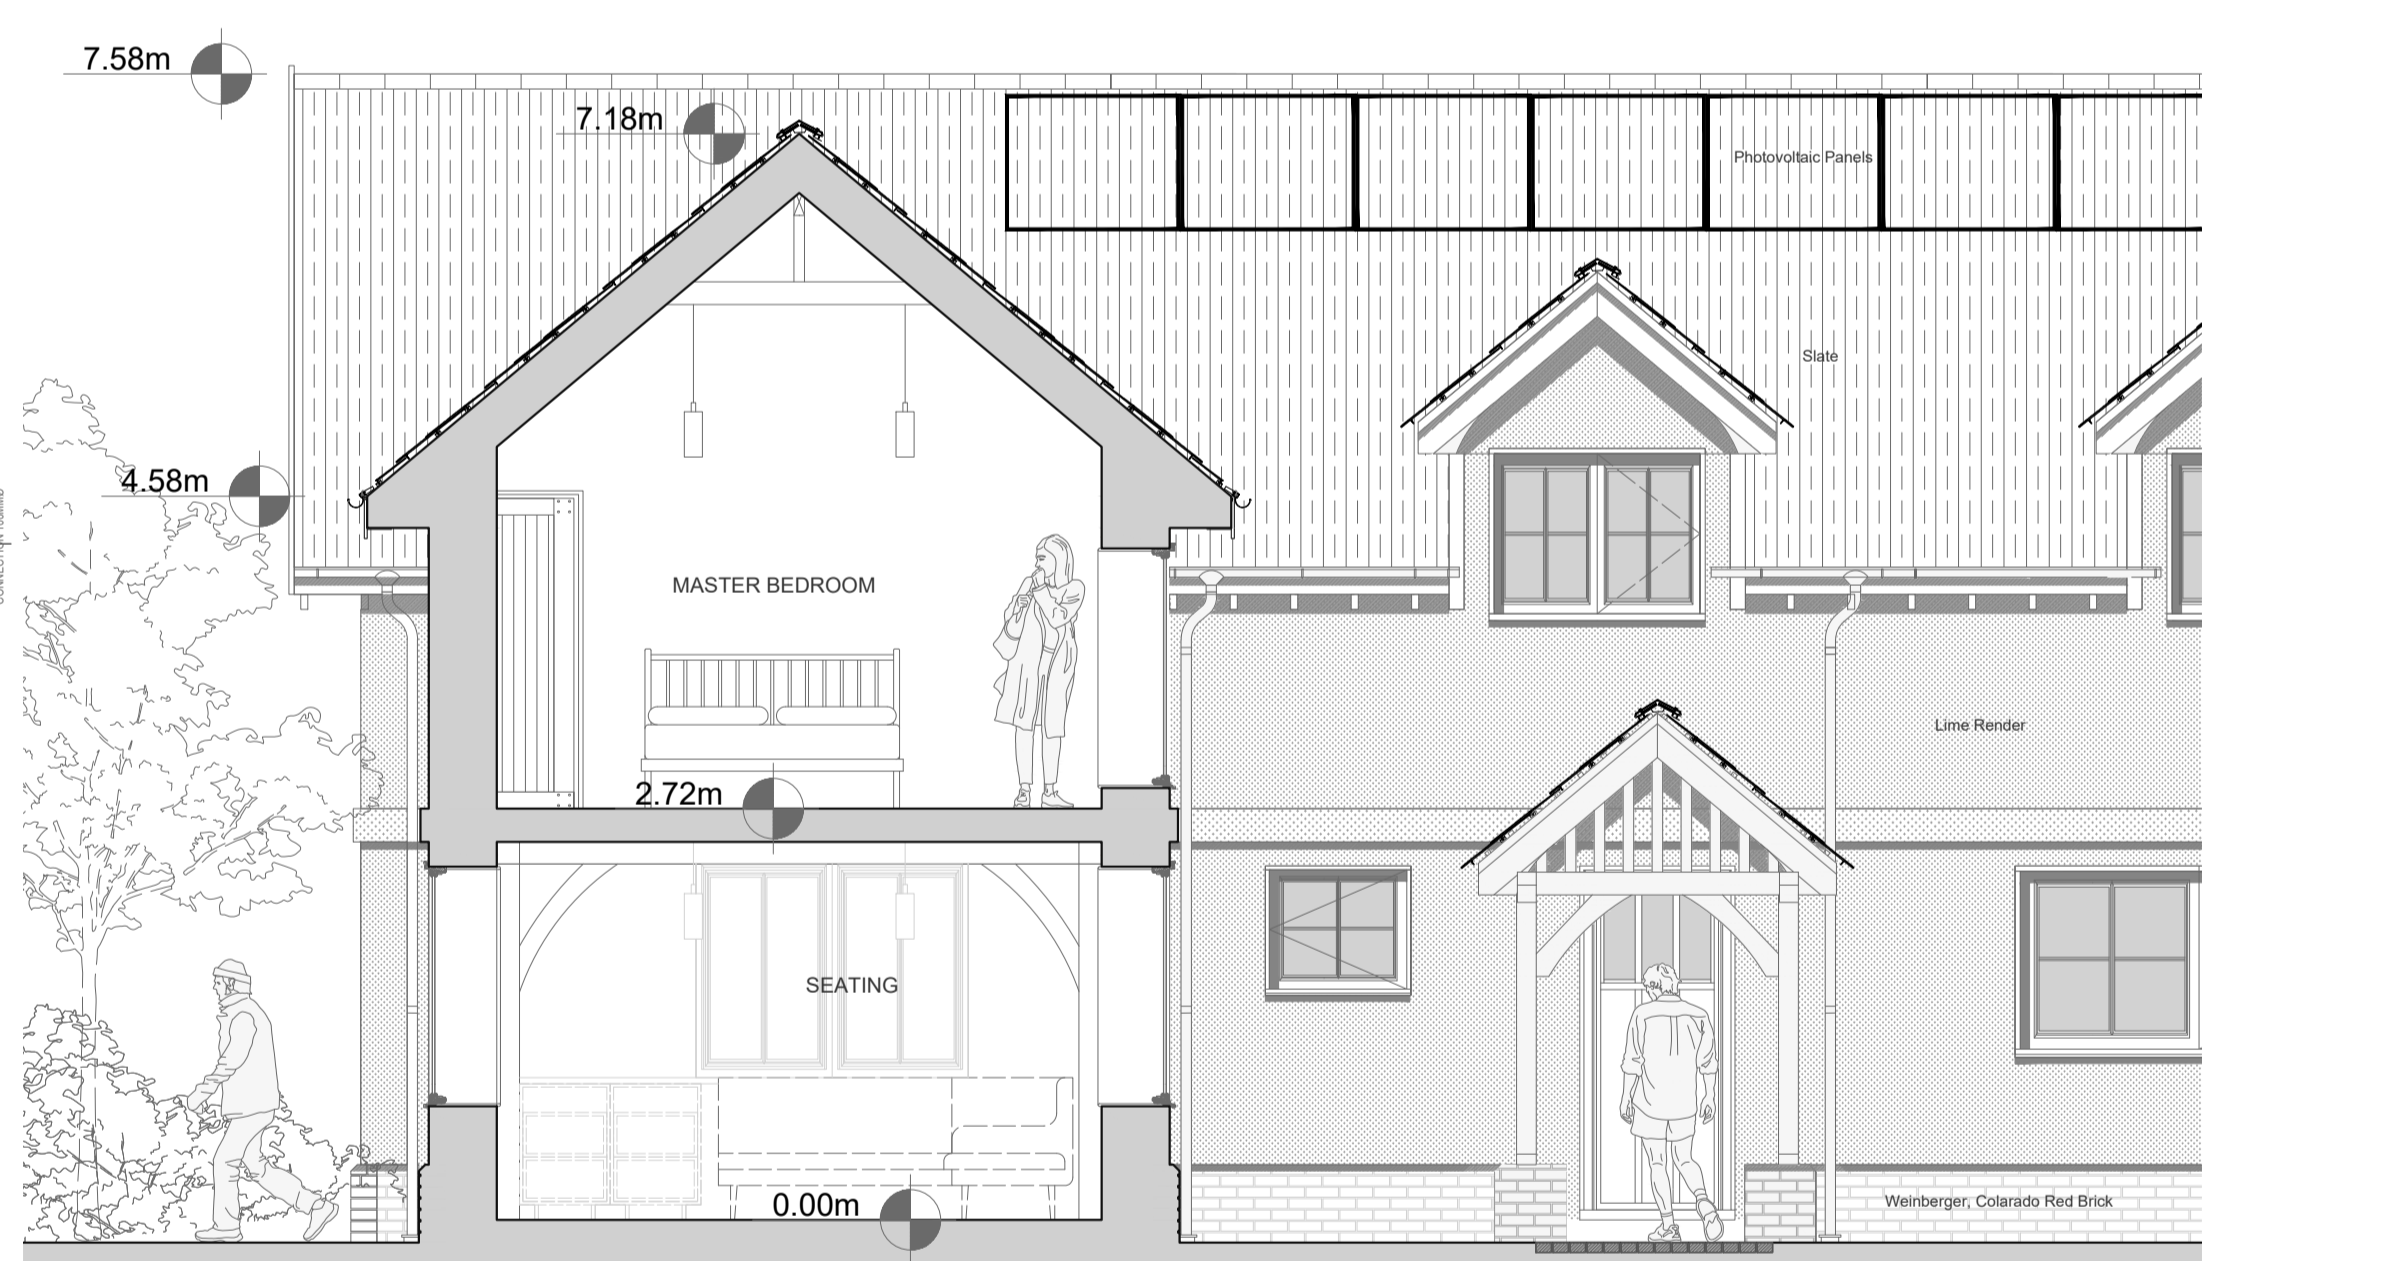 7.58m
7.18m
Photovoltaic Panels
Slate
4.58m
MASTER BEDROOM
Lime Render
2.72m
SEATING
0.00m
Weinberger, Colarado Red Brick